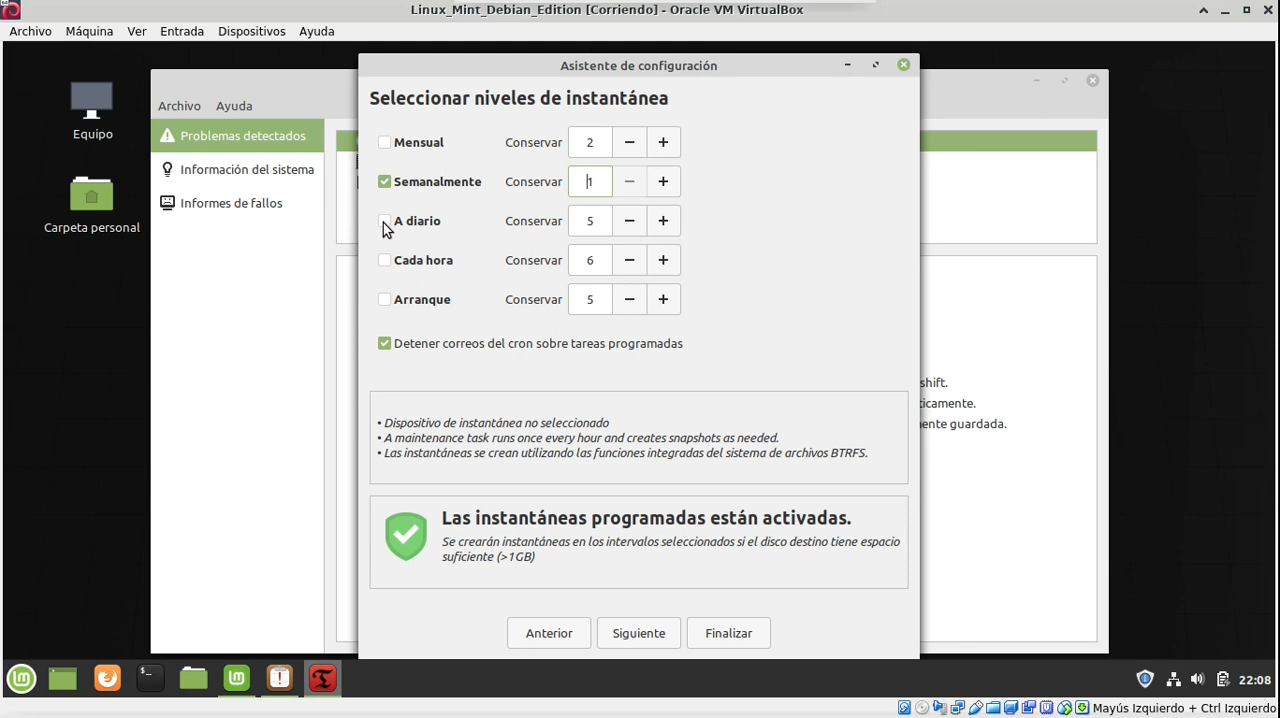 Linux_Mint_Debian_Edition [Corriendo] - Oracle VM VirtualBox
Archivo Máquina Ver Entrada Dispositivos Ayuda
Asistente de configuración
Equipo
Carpeta personal
Archivo Ayuda
Problemas detectados
Información del sistema
Informes de fallos
Seleccionar niveles de instantánea
Mensual Conservar 2 − +
Semanalmente Conservar 1 − +
A diario Conservar 5 − +
Cada hora Conservar 6 − +
Arranque Conservar 5 − +
Detener correos del cron sobre tareas programadas
• Dispositivo de instantánea no seleccionado
• A maintenance task runs once every hour and creates snapshots as needed.
• Las instantáneas se crean utilizando las funciones integradas del sistema de archivos BTRFS.
Las instantáneas programadas están activadas.
Se crearán instantáneas en los intervalos seleccionados si el disco destino tiene espacio
suficiente (>1GB)
Anterior Siguiente Finalizar
shift.
ticamente.
ente guardada.
22:08
Mayús Izquierdo + Ctrl Izquierdo